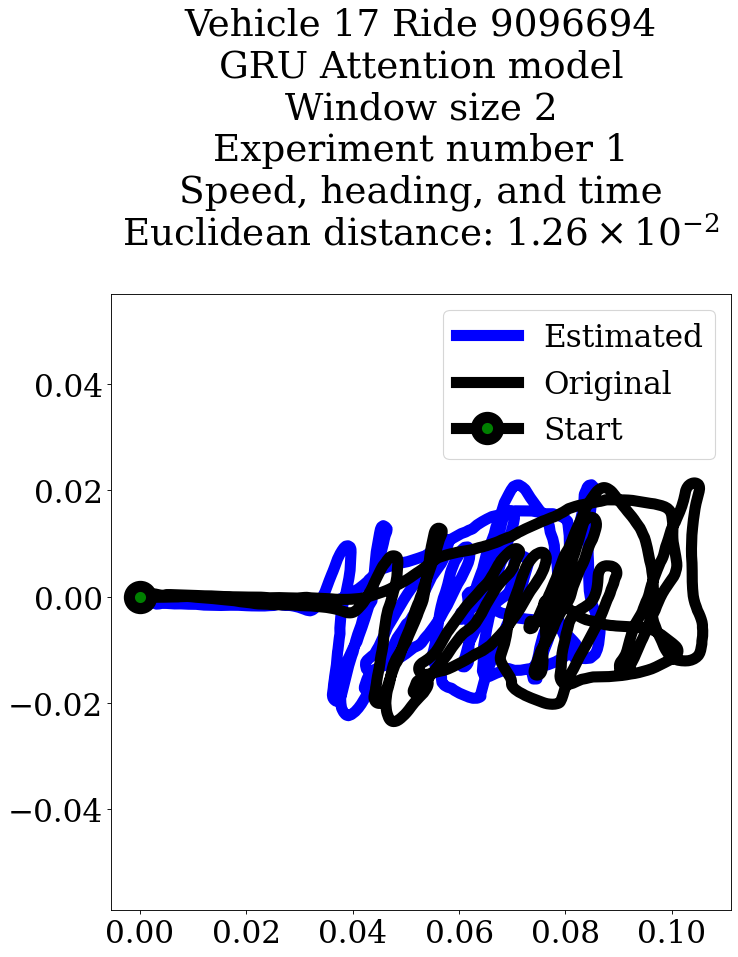 Vehicle 17 Ride 9096694
GRU Attention model
Window size 2
Experiment number 1
Speed, heading, and time
Euclidean distance: 1.26 × 10⁻²
Estimated
Original
Start
0.04
0.02
0.00
−0.02
−0.04
0.00 0.02 0.04 0.06 0.08 0.10